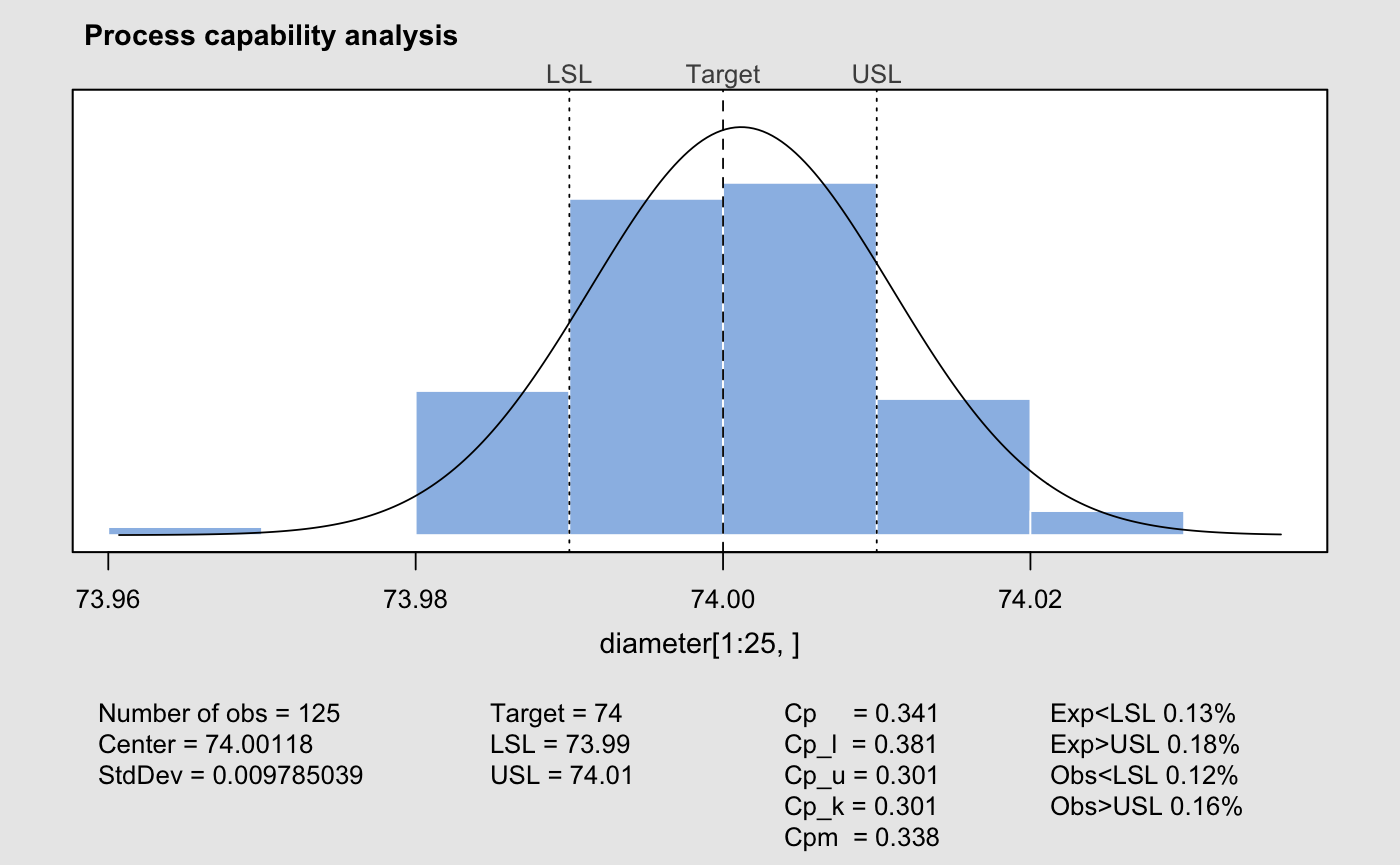 Process capability analysis
LSL Target USL
73.96 73.98 74.00 74.02
diameter[1:25, ]
Number of obs = 125
Center = 74.00118
StdDev = 0.009785039
Target = 74
LSL = 73.99
USL = 74.01
Cp = 0.341
Cp_l = 0.381
Cp_u = 0.301
Cp_k = 0.301
Cpm = 0.338
Exp<LSL 0.13%
Exp>USL 0.18%
Obs<LSL 0.12%
Obs>USL 0.16%